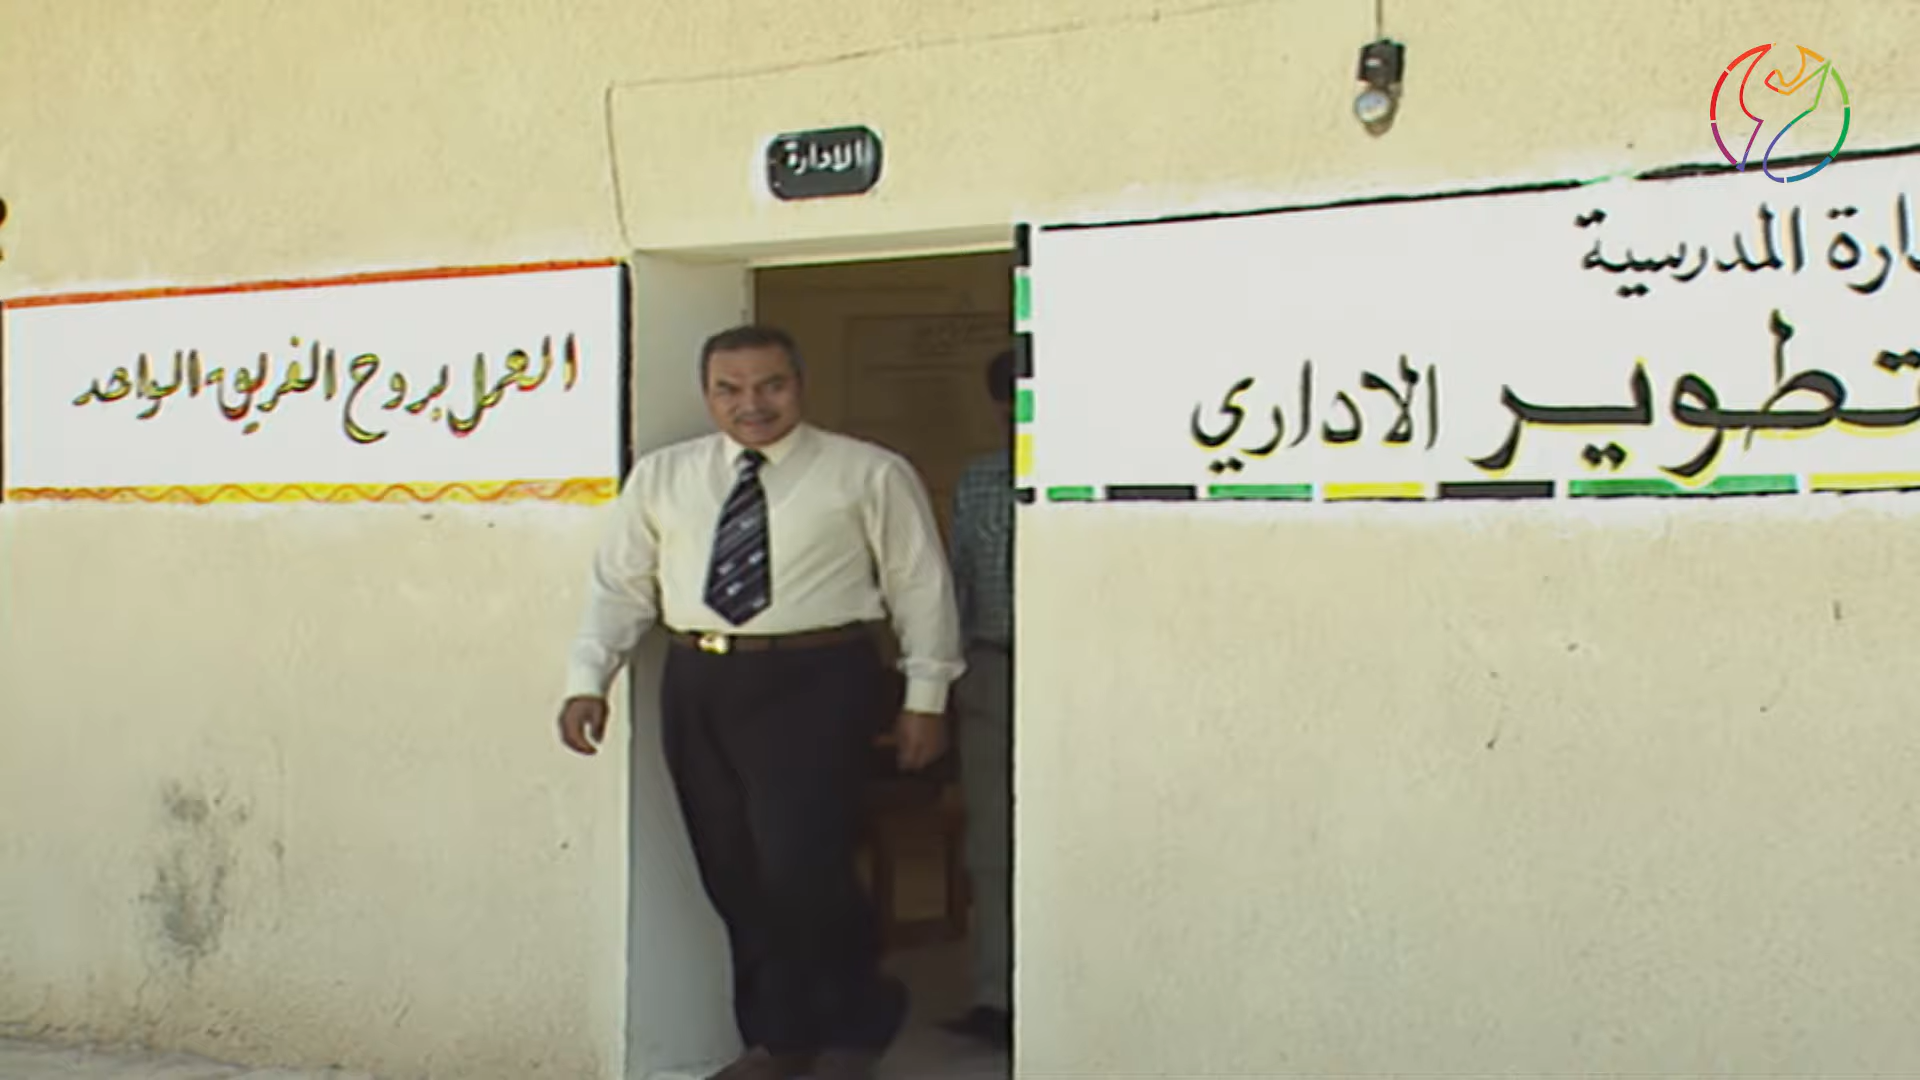 الادارة
ارة المدرسية
تطوير الاداري
العمل بروح الفريق الواحد